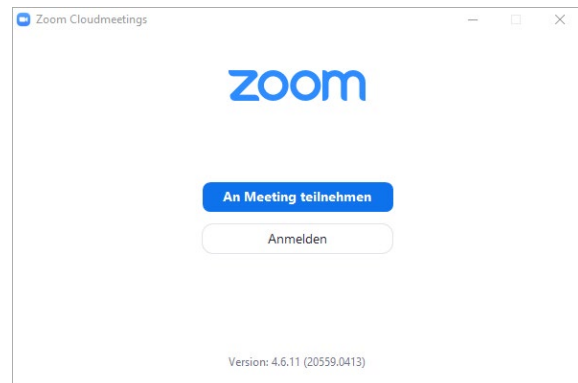 Zoom Cloudmeetings
zoom
An Meeting teilnehmen
Anmelden
Version: 4.6.11 (20559.0413)